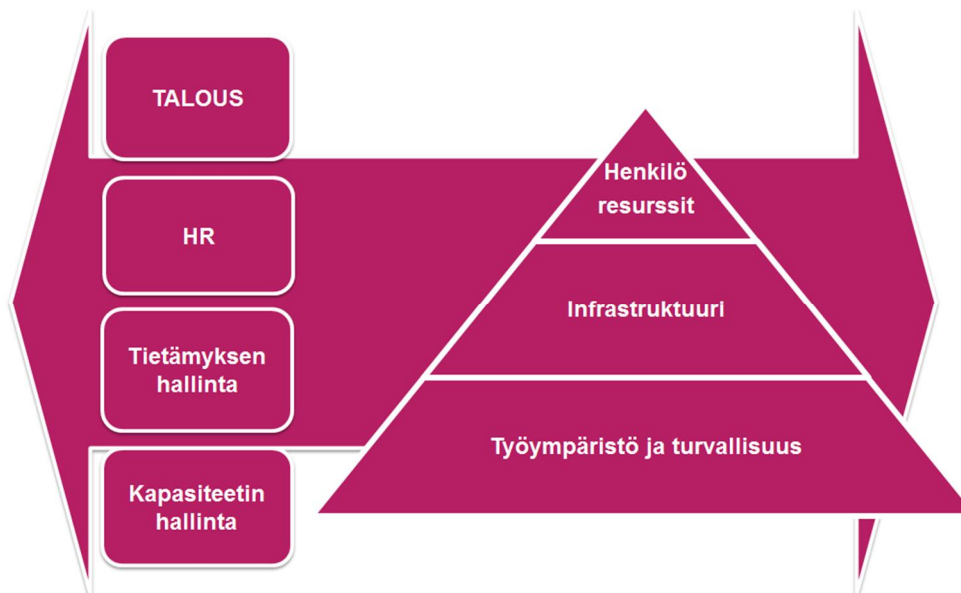 TALOUS
HR
Tietämyksen
hallinta
Kapasiteetin
hallinta
Henkilö
resurssit
Infrastruktuuri
Työympäristö ja turvallisuus